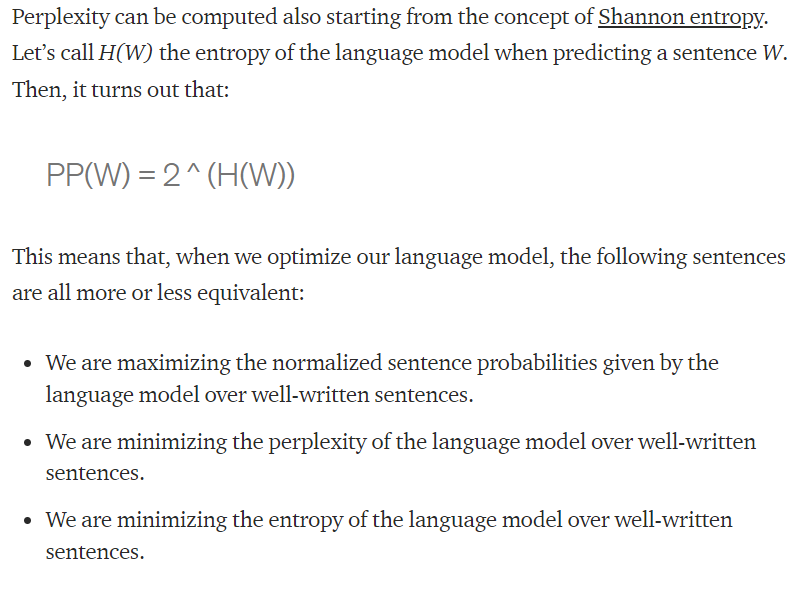 Perplexity can be computed also starting from the concept of Shannon entropy.
Let’s call H(W) the entropy of the language model when predicting a sentence W.
Then, it turns out that:
PP(W) = 2 ^ (H(W))
This means that, when we optimize our language model, the following sentences
are all more or less equivalent:
• We are maximizing the normalized sentence probabilities given by the
language model over well-written sentences.
• We are minimizing the perplexity of the language model over well-written
sentences.
• We are minimizing the entropy of the language model over well-written
sentences.